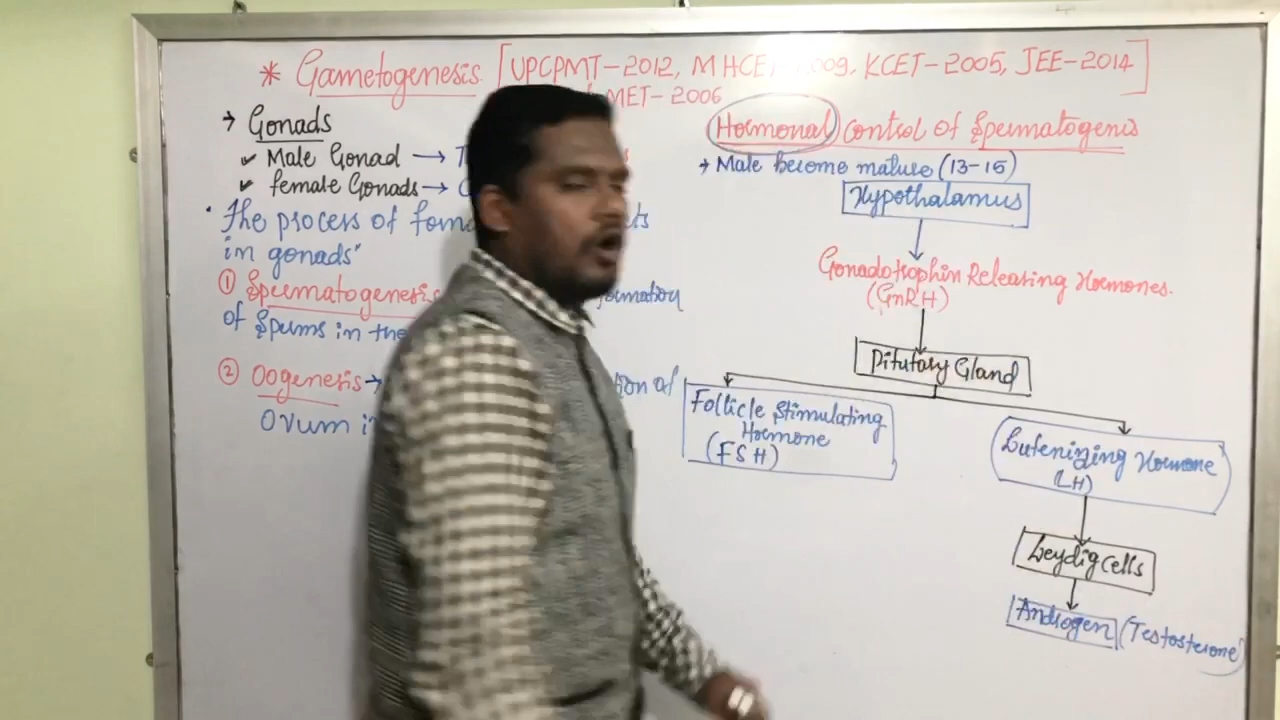 * Gametogenesis [UPCPMT-2012, MHCET 2009, KCET-2005, JEE-2014]
MET-2006
→ Gonads
✓ Male Gonad →
✓ female Gonads →
• The process of
in gonads"
① Spermatogenesis formation
of Sperms in the
② Oogenesis →
Ovum
Hormonal Control of Spermatogenis
→ Male become mature (13-15)
Hypothalamus
Gonadotrophin Releasing Hormones.
(GnRH)
Pitutary Gland
Follicle Stimulating
Hormone
(FSH)
Lutenizing Hormone
(LH)
Leydig cells
Androgen (Testosterone)